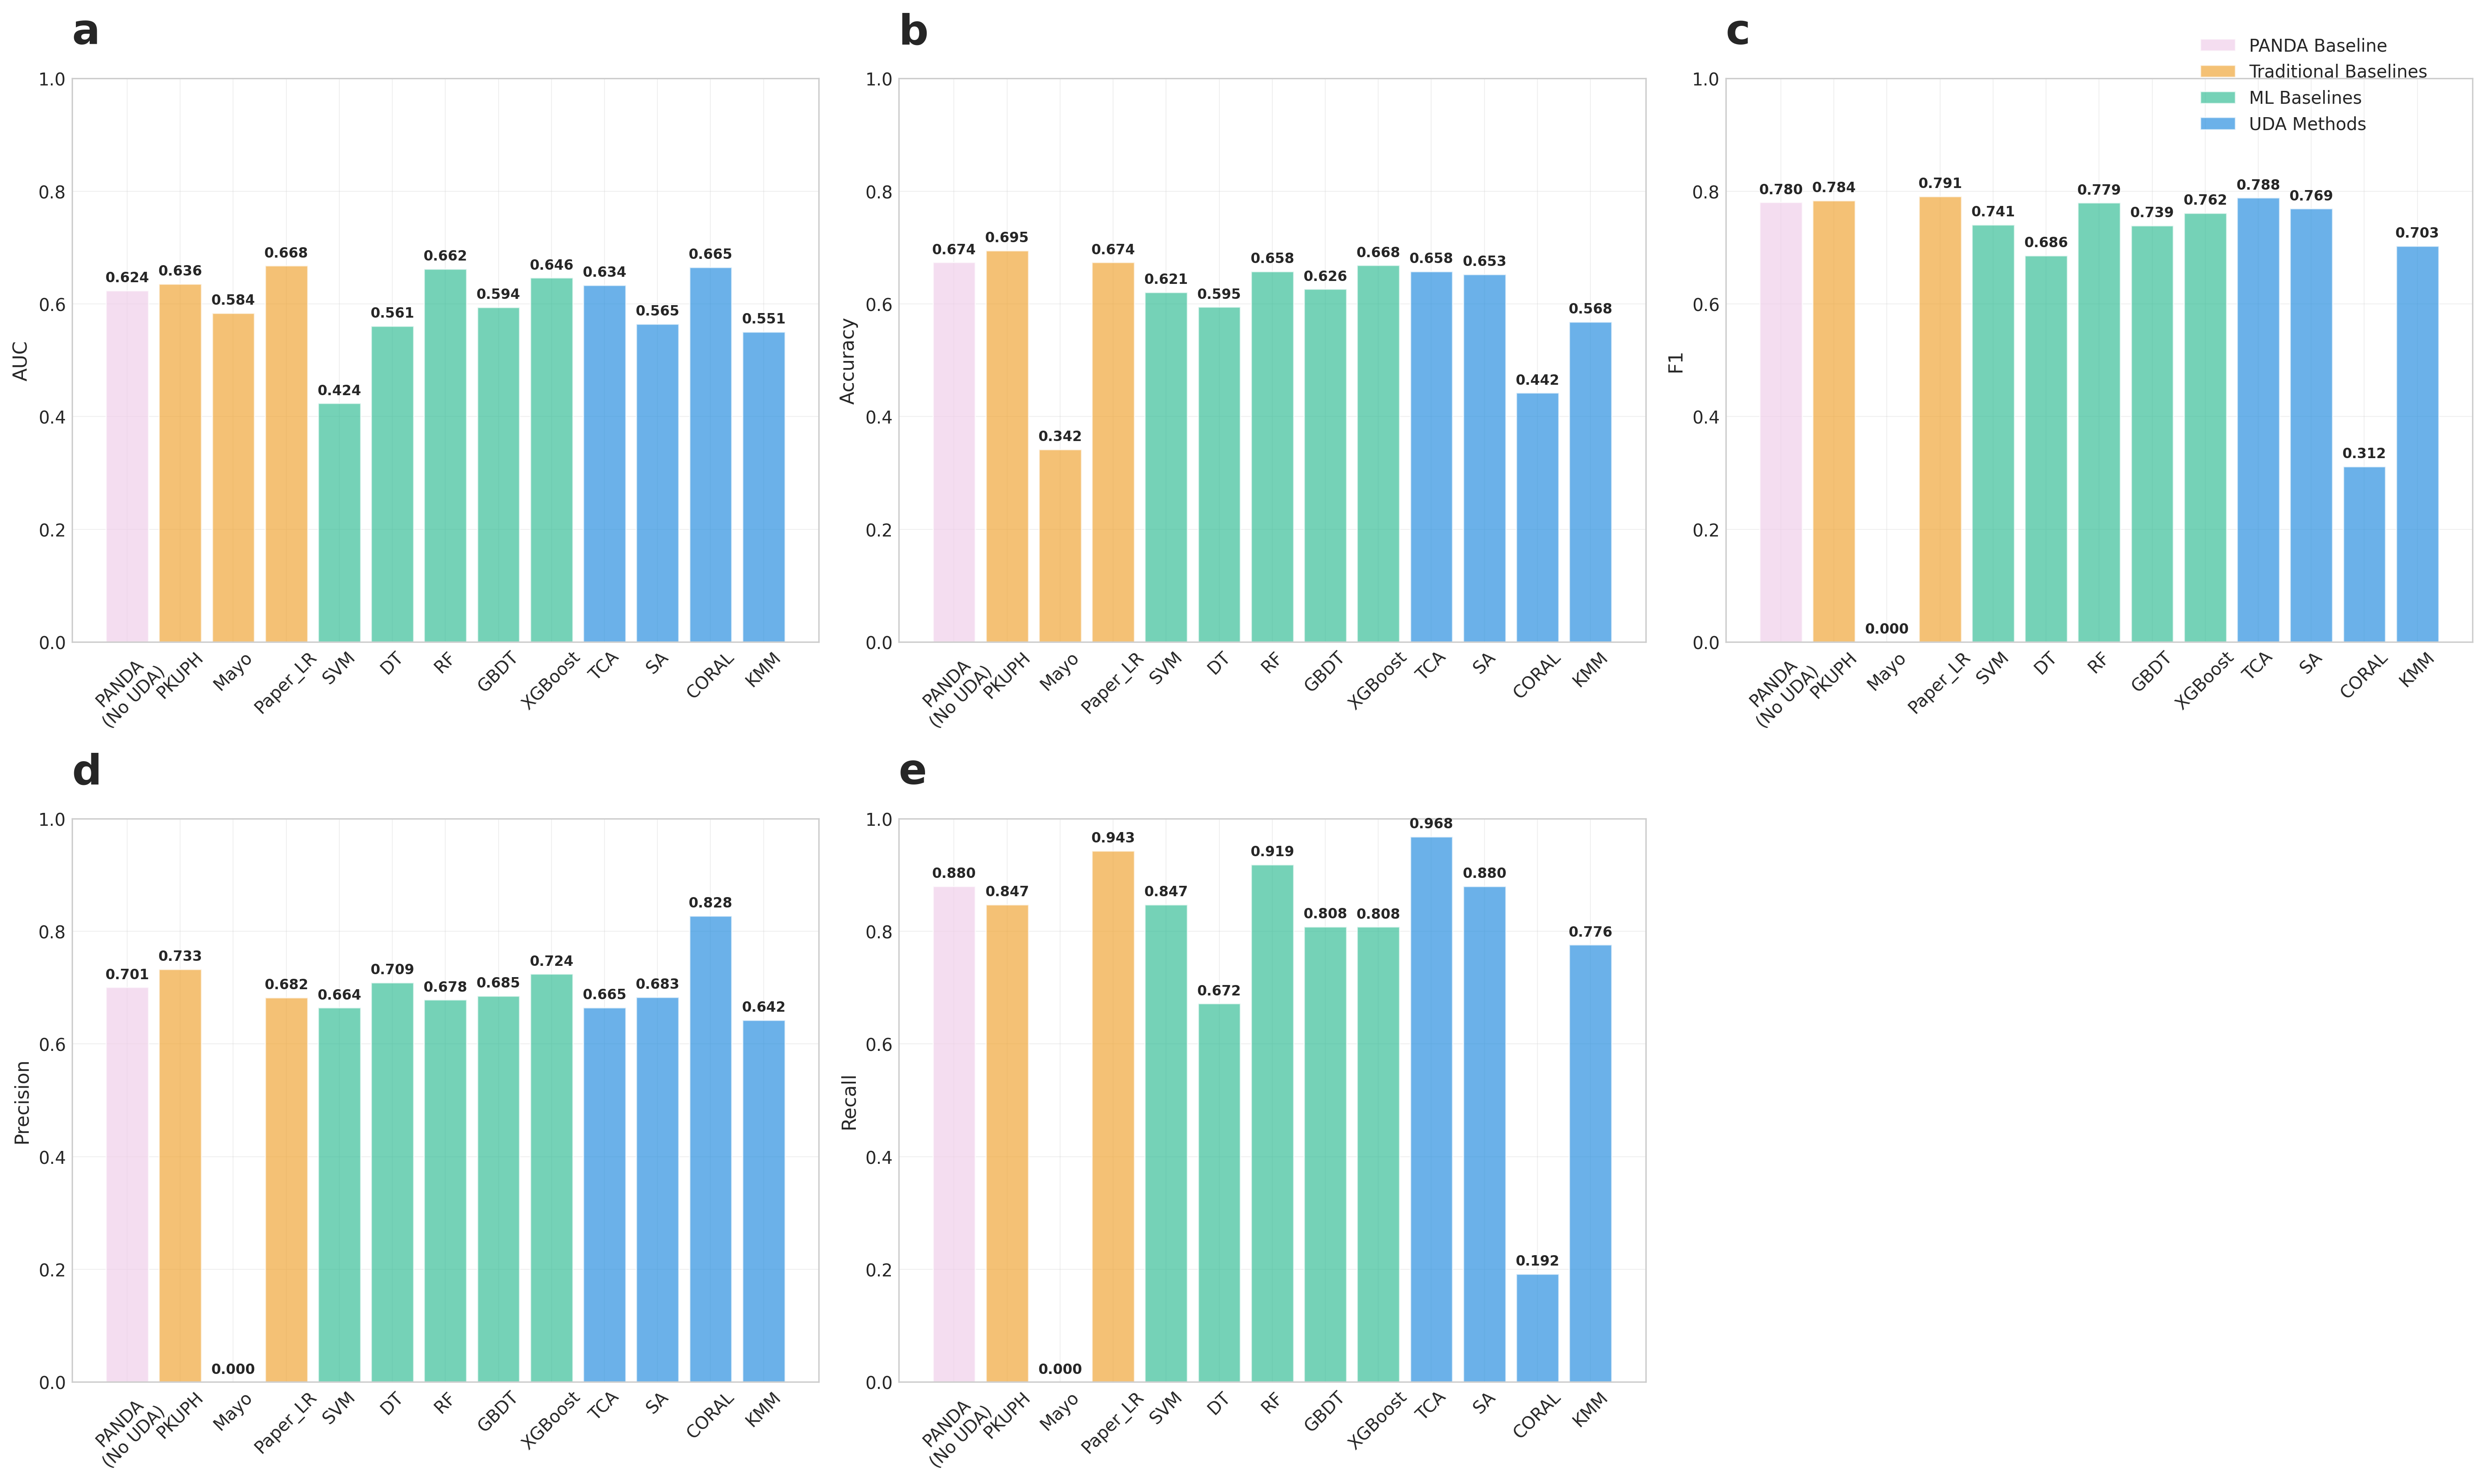 a
1.0
0.8
0.6
0.4
0.2
0.0
AUC
0.624
0.636
0.584
0.668
0.424
0.561
0.662
0.594
0.646
0.634
0.565
0.665
0.551
PANDA
(No UDA)
PKUPH
Mayo
Paper_LR
SVM
DT
RF
GBDT
XGBoost
TCA
SA
CORAL
KMM
b
1.0
0.8
0.6
0.4
0.2
0.0
Accuracy
0.674
0.695
0.342
0.674
0.621
0.595
0.658
0.626
0.668
0.658
0.653
0.442
0.568
PANDA
(No UDA)
PKUPH
Mayo
Paper_LR
SVM
DT
RF
GBDT
XGBoost
TCA
SA
CORAL
KMM
c
PANDA Baseline
Traditional Baselines
ML Baselines
UDA Methods
1.0
0.8
0.6
0.4
0.2
0.0
F1
0.780
0.784
0.000
0.791
0.741
0.686
0.779
0.739
0.762
0.788
0.769
0.312
0.703
PANDA
(No UDA)
PKUPH
Mayo
Paper_LR
SVM
DT
RF
GBDT
XGBoost
TCA
SA
CORAL
KMM
d
1.0
0.8
0.6
0.4
0.2
0.0
Precision
0.701
0.733
0.000
0.682
0.664
0.709
0.678
0.685
0.724
0.665
0.683
0.828
0.642
PANDA
(No UDA)
PKUPH
Mayo
Paper_LR
SVM
DT
RF
GBDT
XGBoost
TCA
SA
CORAL
KMM
e
1.0
0.8
0.6
0.4
0.2
0.0
Recall
0.880
0.847
0.000
0.943
0.847
0.672
0.919
0.808
0.808
0.968
0.880
0.192
0.776
PANDA
(No UDA)
PKUPH
Mayo
Paper_LR
SVM
DT
RF
GBDT
XGBoost
TCA
SA
CORAL
KMM